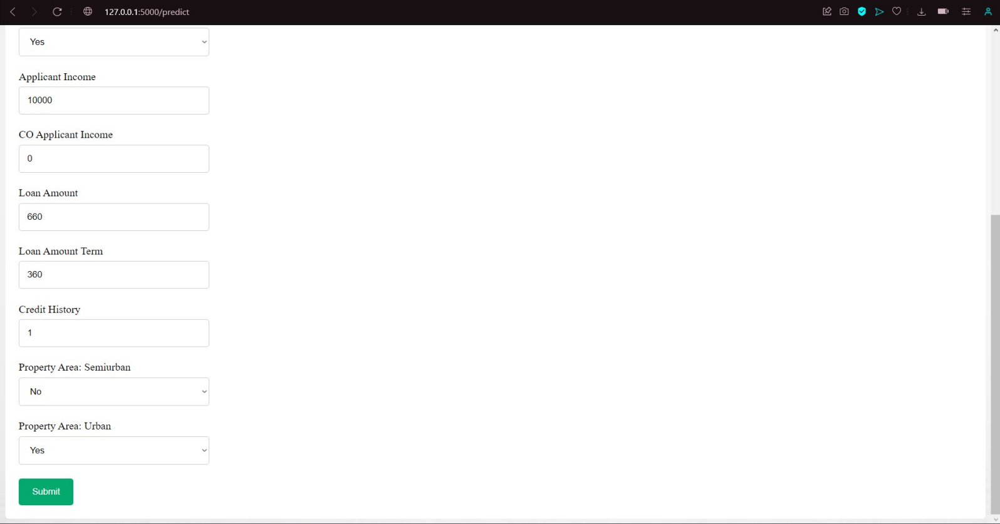 127.0.0.1:5000/predict
Yes
Applicant Income
10000
CO Applicant Income
0
Loan Amount
660
Loan Amount Term
360
Credit History
1
Property Area: Semiurban
No
Property Area: Urban
Yes
Submit